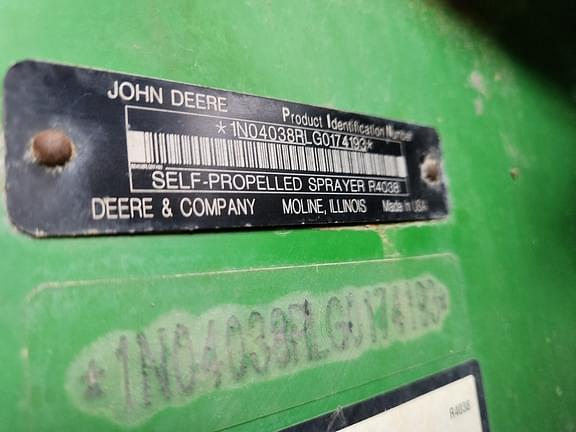 JOHN DEERE
Product Identification Number
*1N04038RLG0174193*
SELF-PROPELLED SPRAYER R4038
DEERE & COMPANY MOLINE, ILLINOIS Made in USA
*1N04038RLG0174193*
R4038